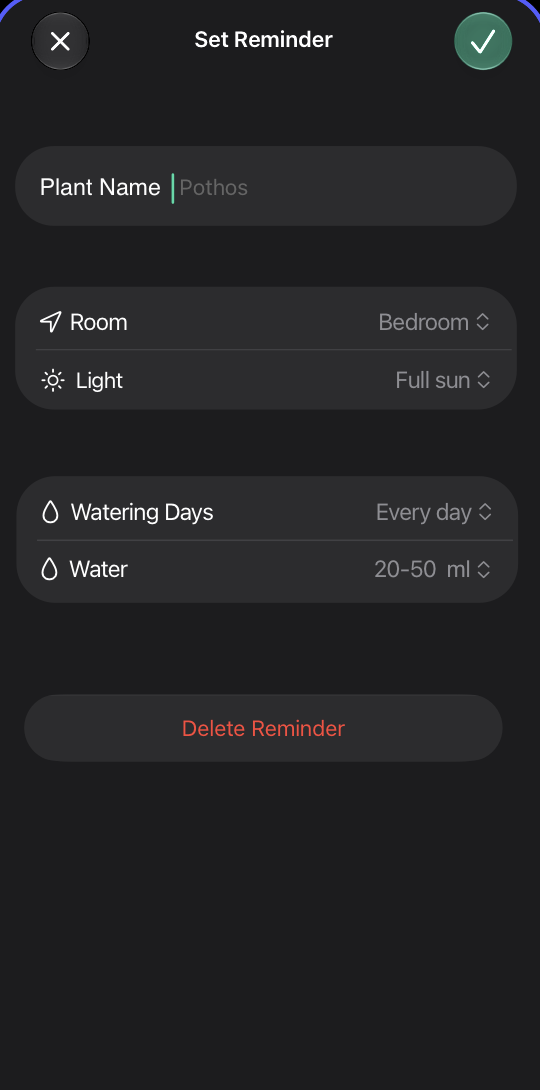 Set Reminder
Plant Name Pothos
Room Bedroom
Light Full sun
Watering Days Every day
Water 20-50 ml
Delete Reminder